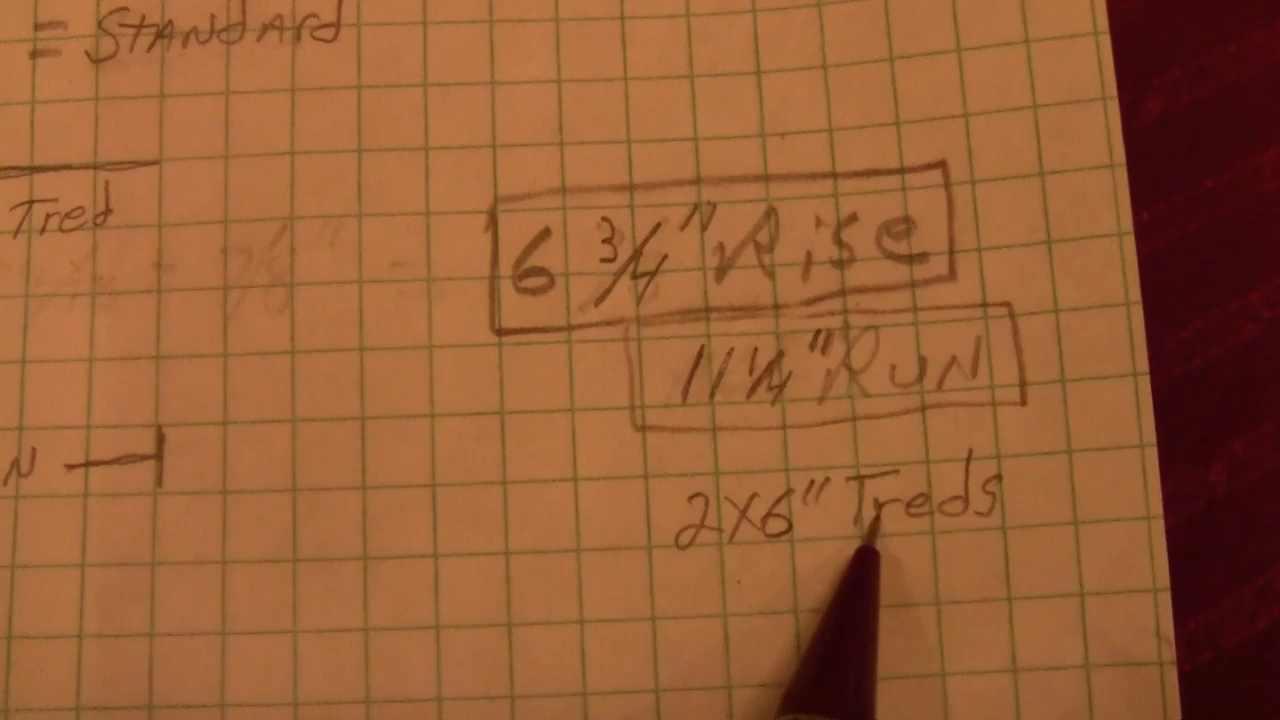 = STANdArd
Tred
6 3/4" Rise
11 1/4" RUN
N
2X6" Treds